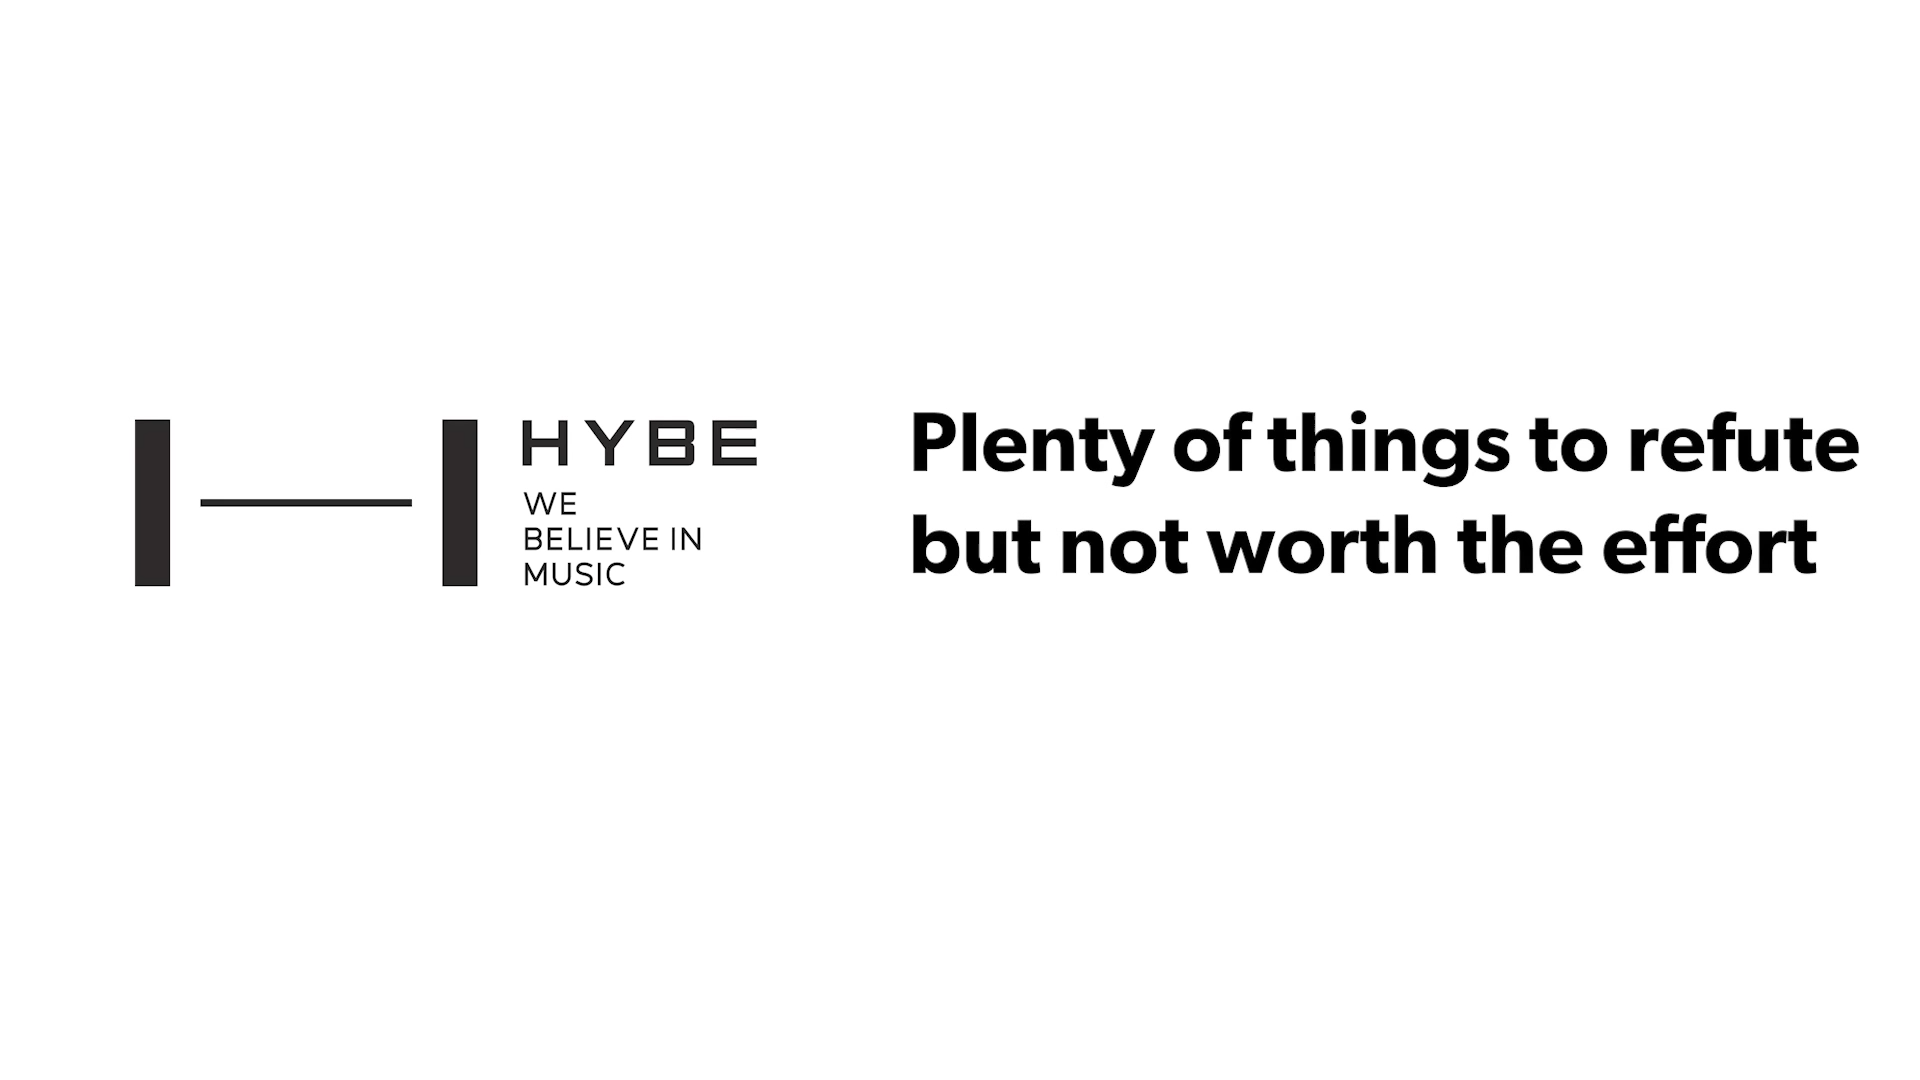 HYBE
WE
BELIEVE IN
MUSIC
Plenty of things to refute
but not worth the effort